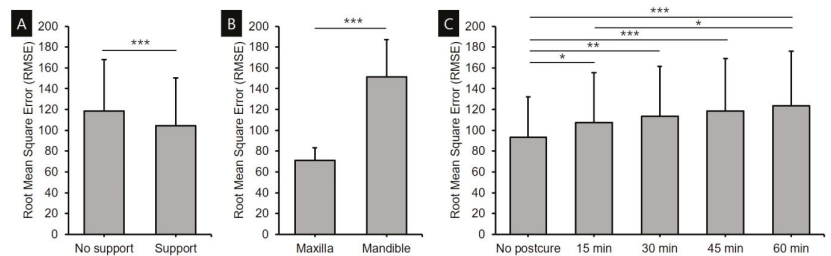 A
Root Mean Square Error (RMSE)
200
180
160
140
120
100
80
60
40
20
0
***
No support
Support
B
Root Mean Square Error (RMSE)
200
180
160
140
120
100
80
60
40
20
0
***
Maxilla
Mandible
C
Root Mean Square Error (RMSE)
200
180
160
140
120
100
80
60
40
20
0
***
*
***
**
*
No postcure
15 min
30 min
45 min
60 min